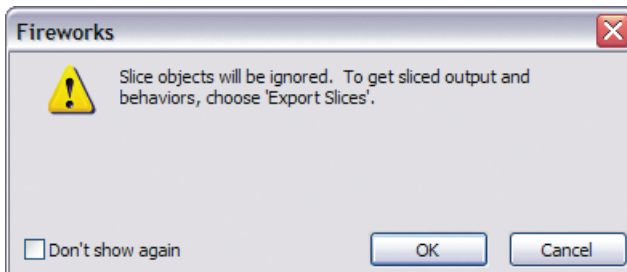 Fireworks
Slice objects will be ignored. To get sliced output and
behaviors, choose 'Export Slices'.
Don't show again
OK
Cancel